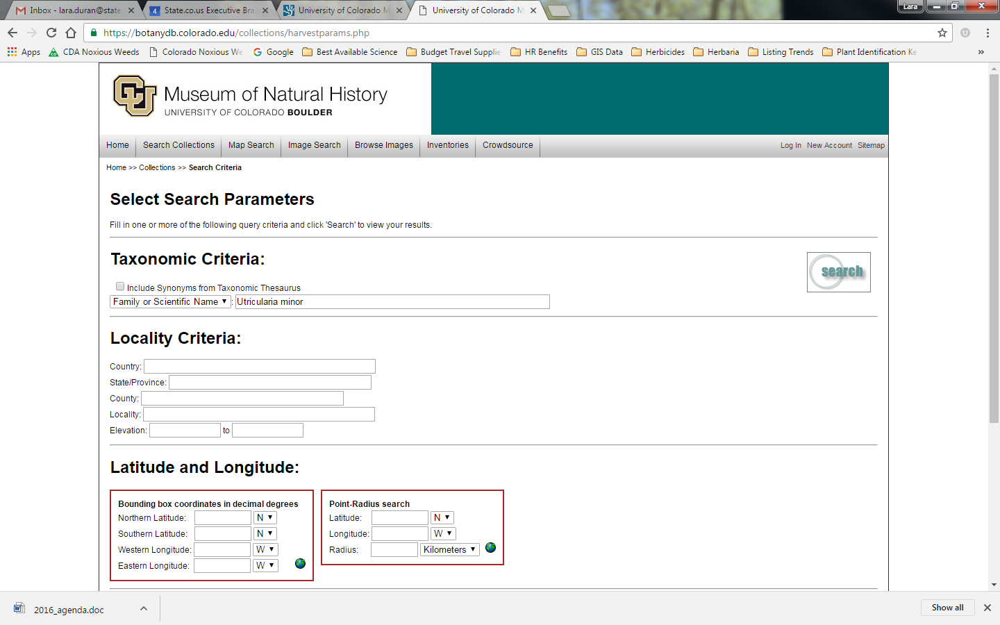 Inbox - lara.duran@state
State.co.us Executive Bra
University of Colorado M
University of Colorado M
Lara
https://botanydb.colorado.edu/collections/harvestparams.php
Apps CDA Noxious Weeds Colorado Noxious We Google Best Available Science Budget Travel Supplie HR Benefits GIS Data Herbicides Herbaria Listing Trends Plant Identification Ke »
CU Museum of Natural History
UNIVERSITY OF COLORADO BOULDER
Home Search Collections Map Search Image Search Browse Images Inventories Crowdsource Log In New Account Sitemap
Home >> Collections >> Search Criteria
Select Search Parameters
Fill in one or more of the following query criteria and click 'Search' to view your results.
Taxonomic Criteria:
search
Include Synonyms from Taxonomic Thesaurus
Family or Scientific Name : Utricularia minor
Locality Criteria:
Country:
State/Province:
County:
Locality:
Elevation: to
Latitude and Longitude:
Bounding box coordinates in decimal degrees
Northern Latitude: N
Southern Latitude: N
Western Longitude: W
Eastern Longitude: W
Point-Radius search
Latitude: N
Longitude: W
Radius: Kilometers
2016_agenda.doc
Show all